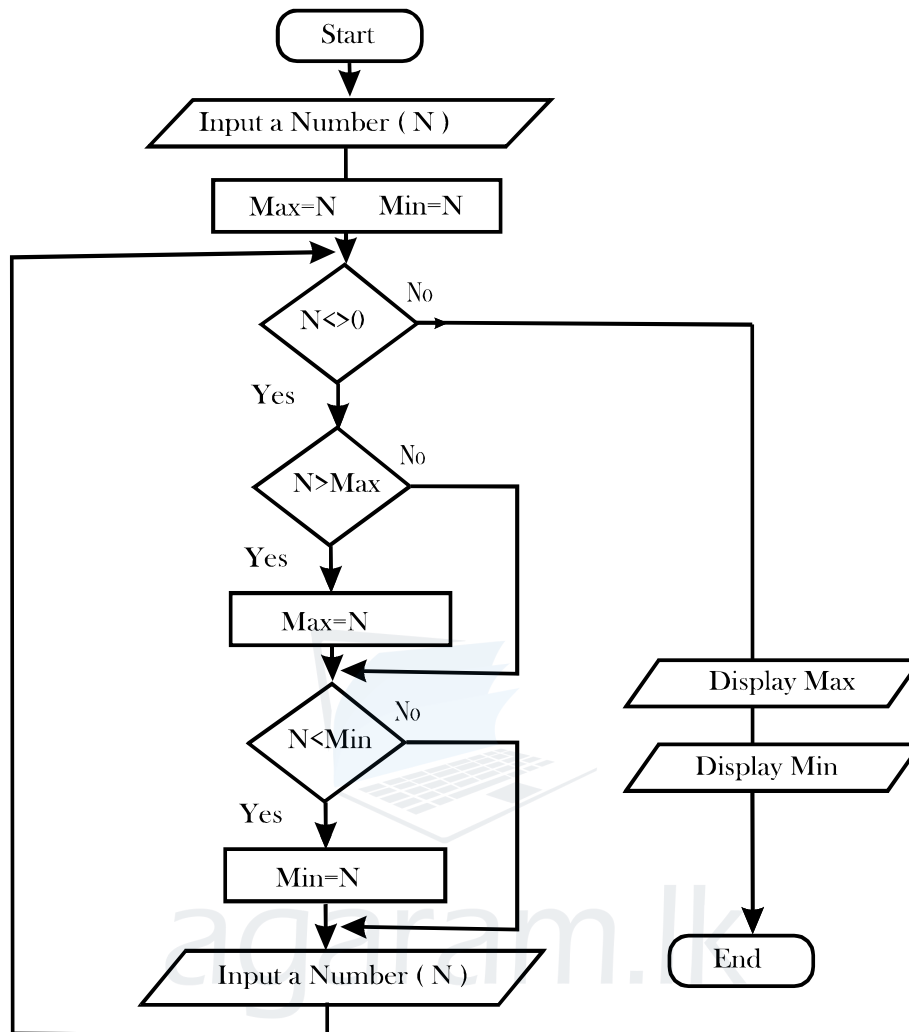 Start
Input a Number ( N )
Max=N Min=N
N<>0
No
Yes
N>Max
No
Yes
Max=N
N<Min
No
Yes
Min=N
Input a Number ( N )
Display Max
Display Min
End
agaram.lk